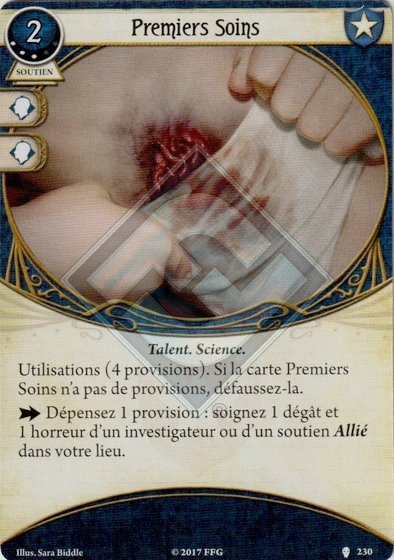 Premiers Soins
2
SOUTIEN
Talent. Science.
Utilisations (4 provisions). Si la carte Premiers
Soins n'a pas de provisions, défaussez-la.
Dépensez 1 provision : soignez 1 dégât et
1 horreur d'un investigateur ou d'un soutien Allié
dans votre lieu.
Illus. Sara Biddle
© 2017 FFG
230